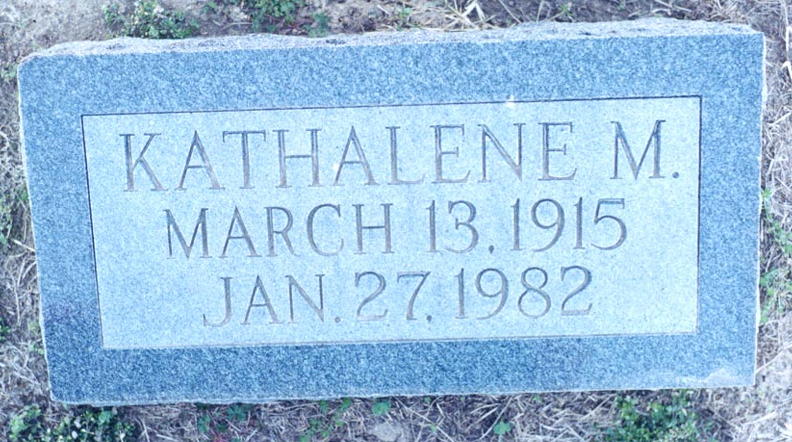 KATHALENE M.
MARCH 13, 1915
JAN. 27, 1982